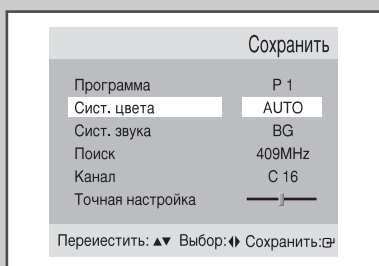 Сохранить
Программа P 1
Сист. цвета AUTO
Сист. звука BG
Поиск 409MHz
Канал C 16
Точная настройка
Переиестить: ▲▼ Выбор:◀▶ Сохранить: